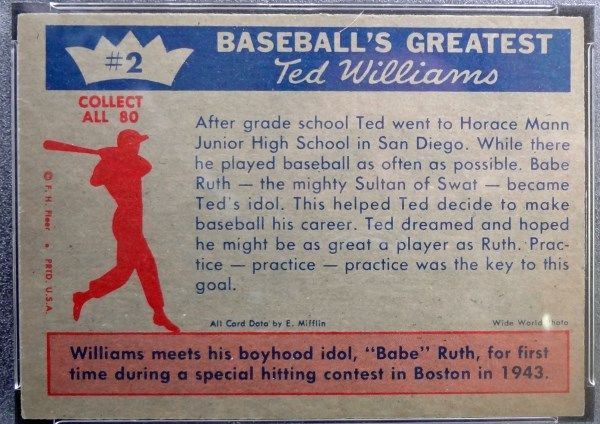 #2
BASEBALL'S GREATEST
Ted Williams
COLLECT
ALL 80
After grade school Ted went to Horace Mann
Junior High School in San Diego. While there
he played baseball as often as possible. Babe
Ruth — the mighty Sultan of Swat — became
Ted's idol. This helped Ted decide to make
baseball his career. Ted dreamed and hoped
he might be as great a player as Ruth. Prac-
tice — practice — practice was the key to this
goal.
© F. H. Fleer • PRTD. U.S.A.
All Card Data by E. Mifflin
Wide World Photo
Williams meets his boyhood idol, "Babe" Ruth, for first
time during a special hitting contest in Boston in 1943.